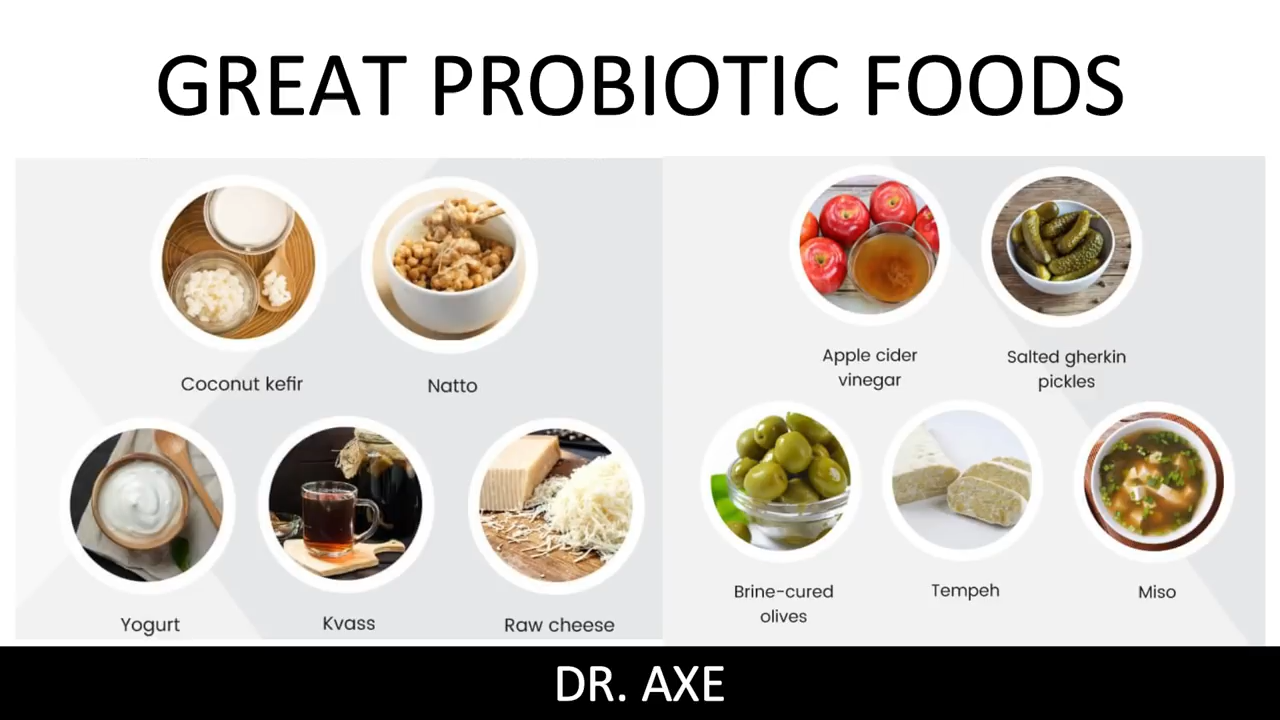 GREAT PROBIOTIC FOODS
Coconut kefir
Natto
Yogurt
Kvass
Raw cheese
Apple cider
vinegar
Salted gherkin
pickles
Brine-cured
olives
Tempeh
Miso
DR. AXE